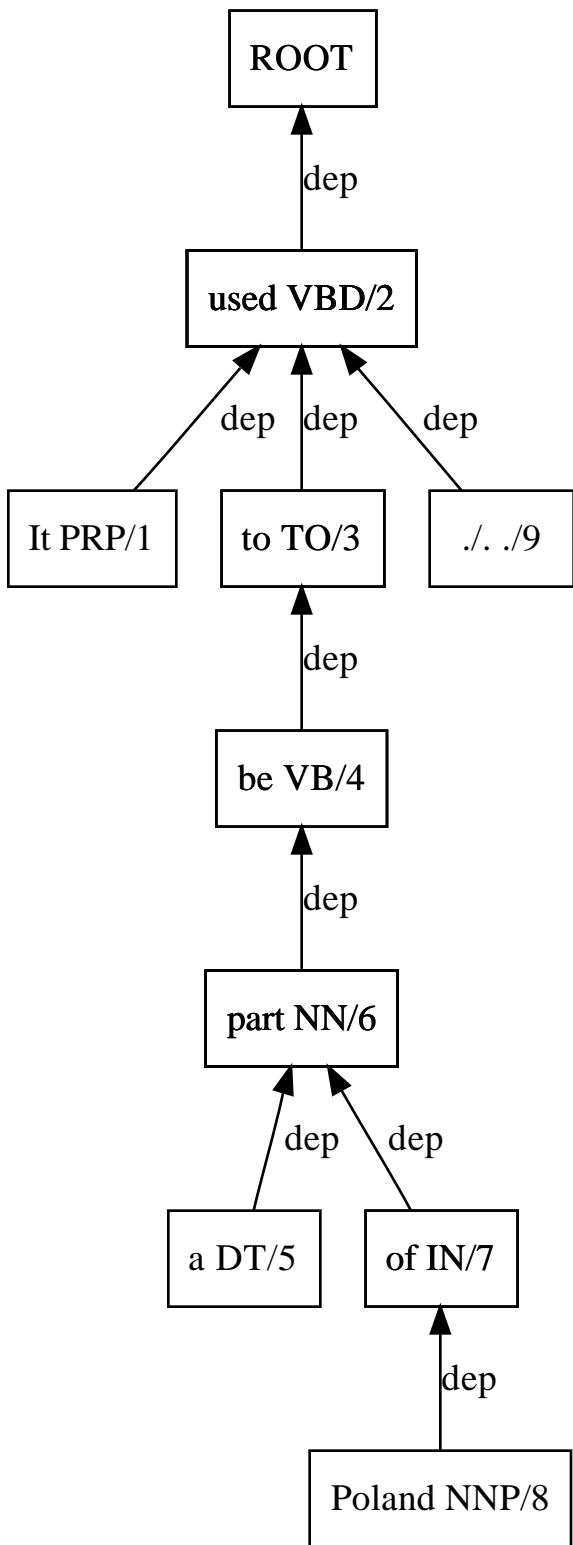 ROOT
dep
used VBD/2
dep dep dep
It PRP/1 to TO/3 ./. ./9
dep
be VB/4
dep
part NN/6
dep dep
a DT/5 of IN/7
dep
Poland NNP/8